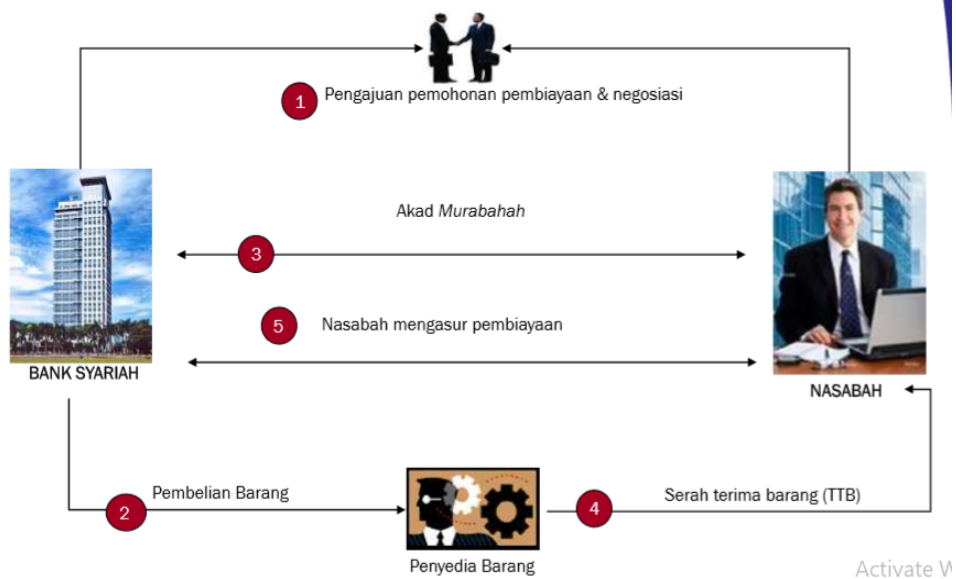 1 Pengajuan pemohonan pembiayaan & negosiasi
Akad Murabahah
3
5 Nasabah mengasur pembiayaan
BANK SYARIAH
NASABAH
Pembelian Barang
2
Serah terima barang (TTB)
4
Penyedia Barang
Activate W